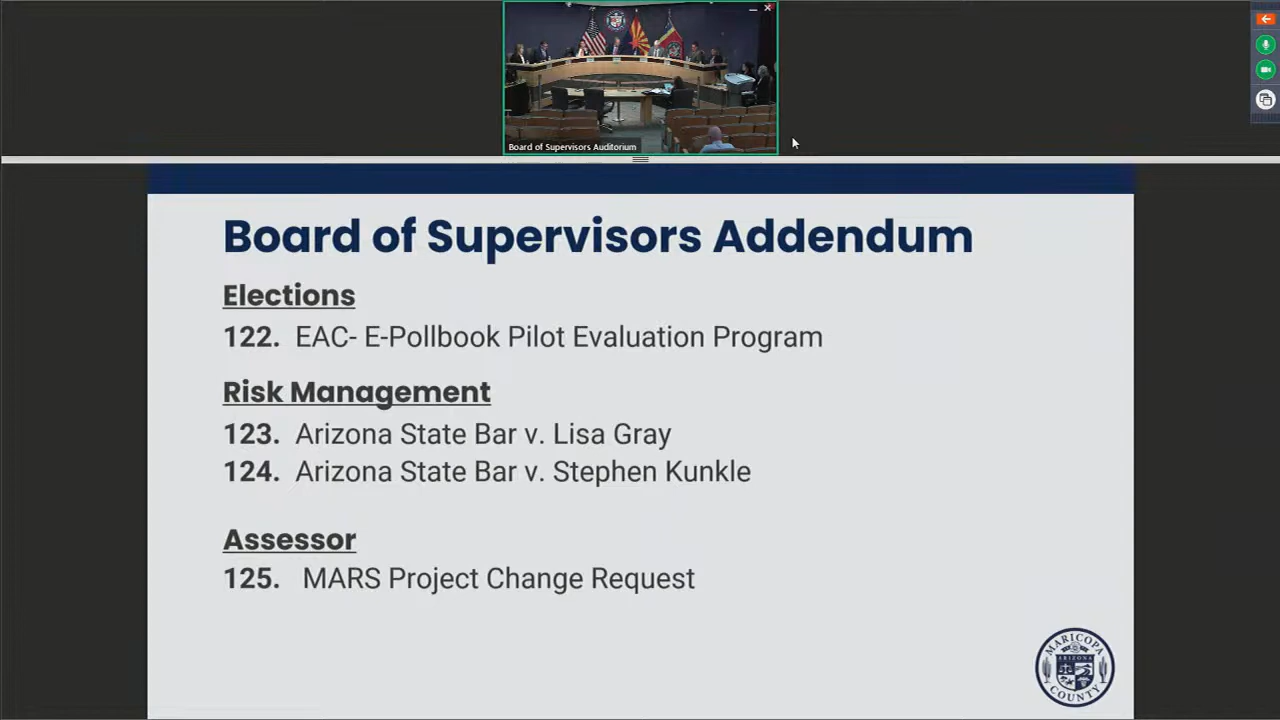 Board of Supervisors Auditorium
Board of Supervisors Addendum
Elections
122. EAC- E-Pollbook Pilot Evaluation Program
Risk Management
123. Arizona State Bar v. Lisa Gray
124. Arizona State Bar v. Stephen Kunkle
Assessor
125. MARS Project Change Request
MARICOPA
ARIZONA
COUNTY